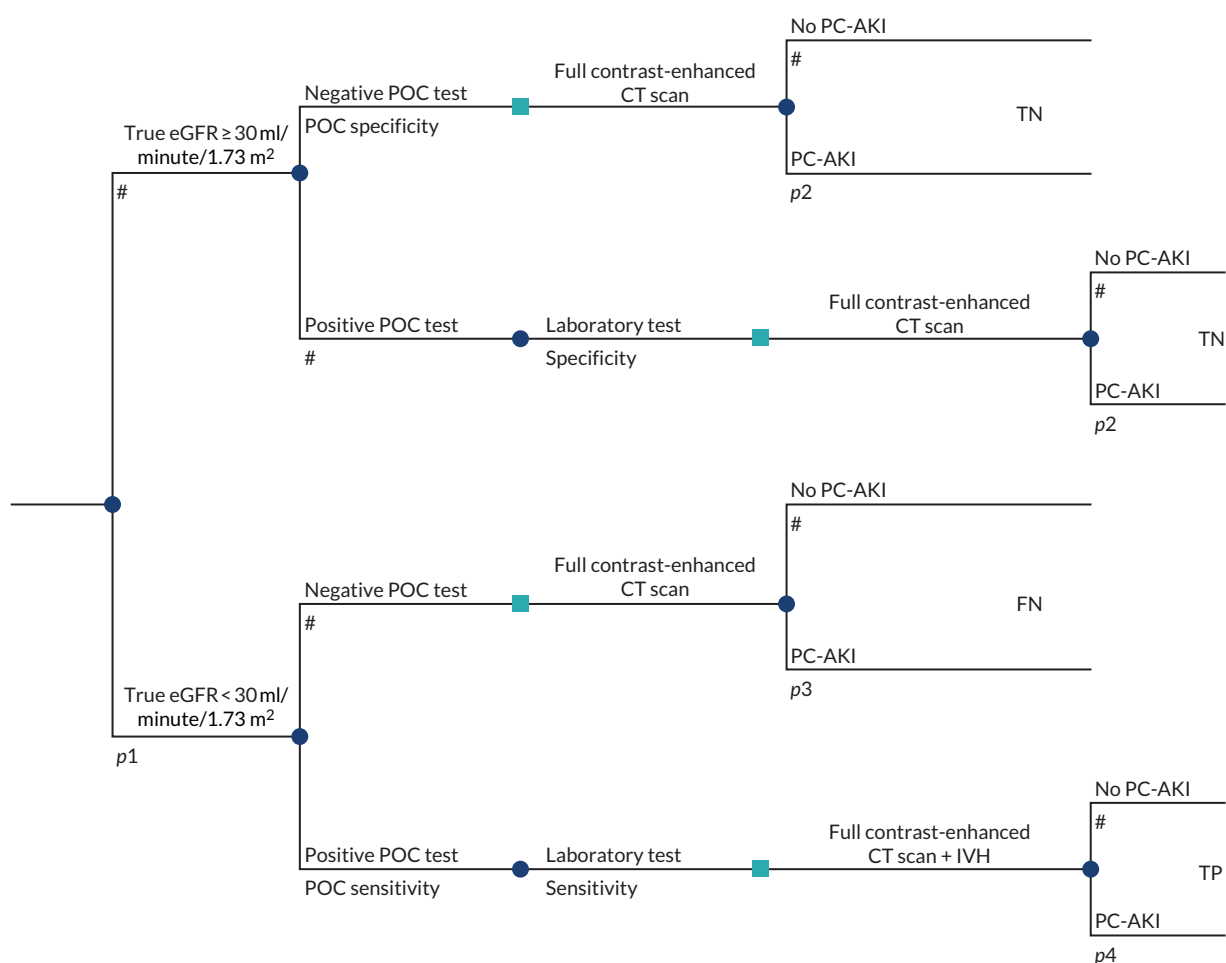 No PC-AKI
#
TN
PC-AKI
p2
Full contrast-enhanced
CT scan
Negative POC test
POC specificity
True eGFR ≥ 30 ml/
minute/1.73 m²
#
No PC-AKI
#
TN
PC-AKI
p2
Full contrast-enhanced
CT scan
Positive POC test
#
Laboratory test
Specificity
No PC-AKI
#
FN
PC-AKI
p3
Full contrast-enhanced
CT scan
Negative POC test
#
True eGFR < 30 ml/
minute/1.73 m²
p1
No PC-AKI
#
TP
PC-AKI
p4
Full contrast-enhanced
CT scan + IVH
Positive POC test
POC sensitivity
Laboratory test
Sensitivity